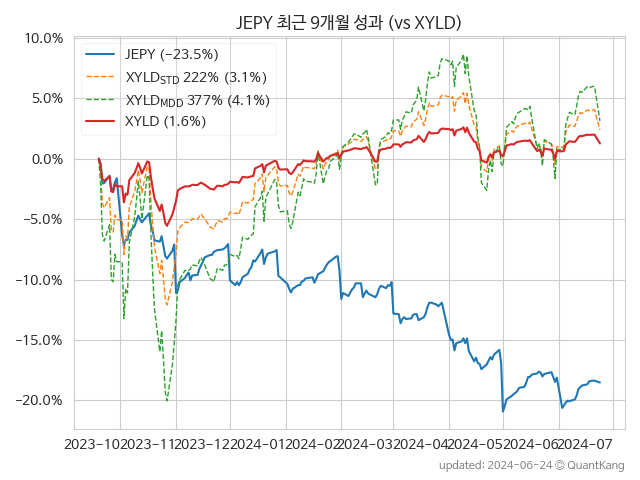 JEPY 최근 9개월 성과 (vs XYLD)
10.0%
5.0%
0.0%
−5.0%
−10.0%
−15.0%
−20.0%
JEPY (−23.5%)
XYLD_STD 222% (3.1%)
XYLD_MDD 377% (4.1%)
XYLD (1.6%)
2023-10 2023-11 2023-12 2024-01 2024-02 2024-03 2024-04 2024-05 2024-06 2024-07
updated: 2024-06-24 © QuantKang